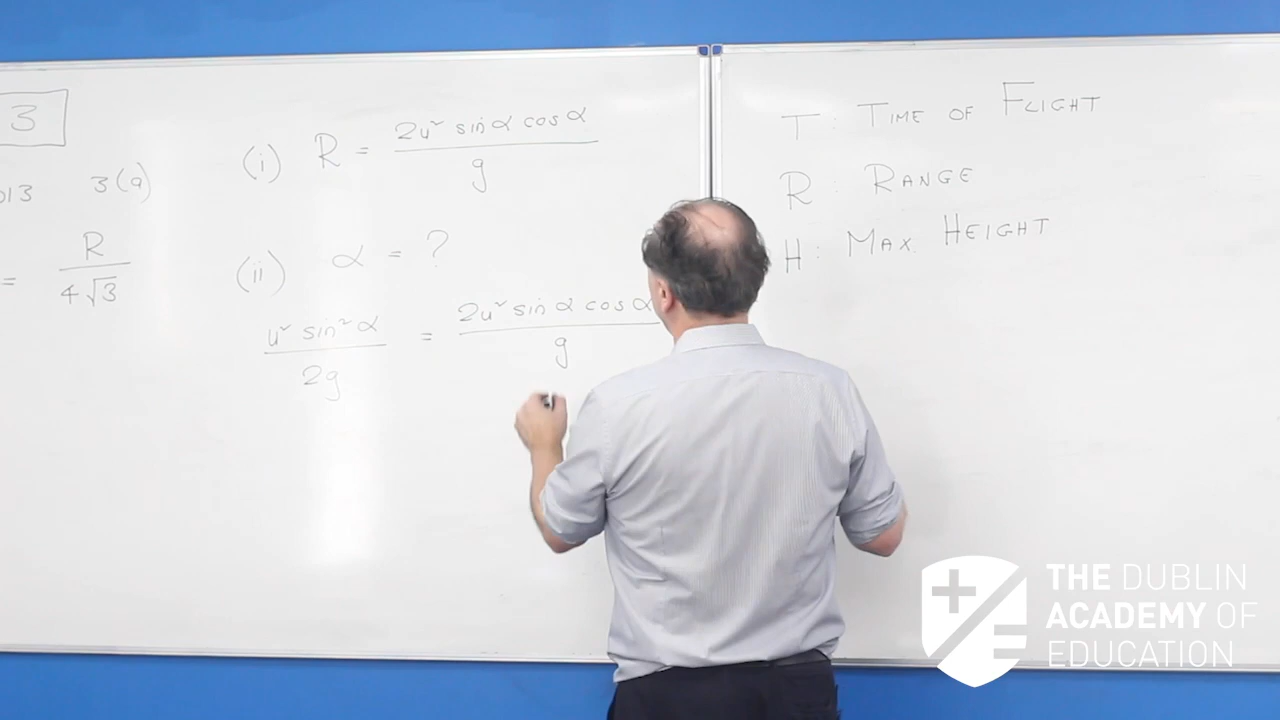 3
013 3(a)
= R / 4√3
(i) R = 2u² sin α cos α / g
(ii) α = ?
u² sin² α / 2g = 2u² sin α cos α / g
T : TIME OF FLIGHT
R : RANGE
H : MAX. HEIGHT
THE DUBLIN
ACADEMY OF
EDUCATION